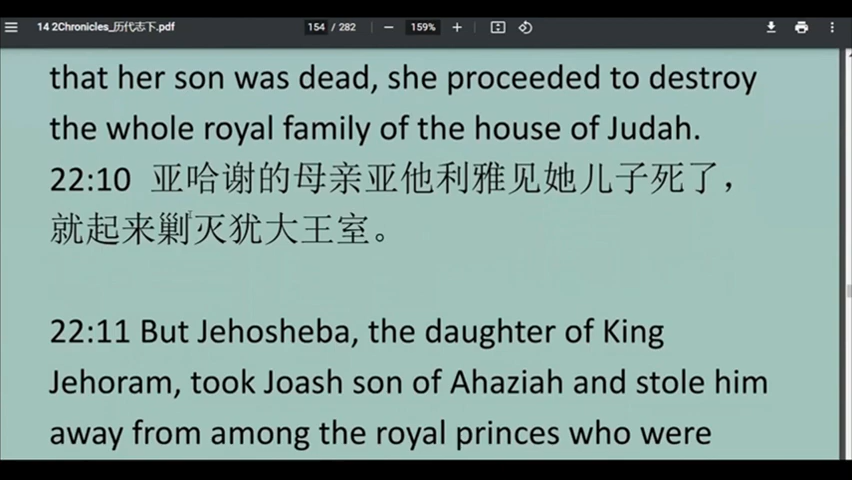 14 2Chronicles_历代志下.pdf
154 / 282
159%
that her son was dead, she proceeded to destroy
the whole royal family of the house of Judah.
22:10 亚哈谢的母亲亚他利雅见她儿子死了，
就起来剿灭犹大王室。
22:11 But Jehosheba, the daughter of King
Jehoram, took Joash son of Ahaziah and stole him
away from among the royal princes who were